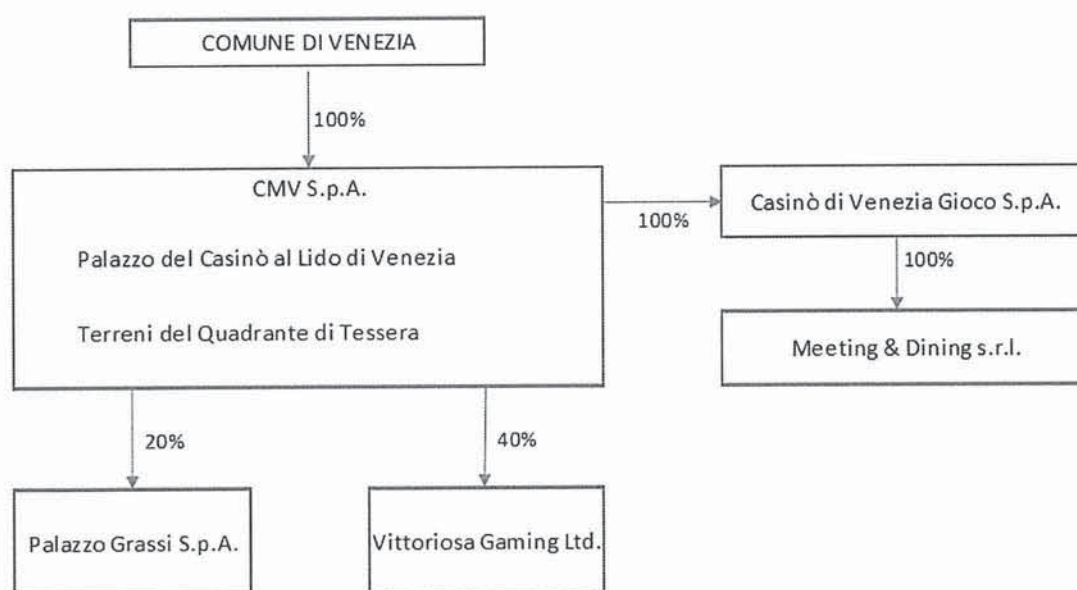 COMUNE DI VENEZIA
100%
CMV S.p.A.
Palazzo del Casinò al Lido di Venezia
Terreni del Quadrante di Tessera
100%
Casinò di Venezia Gioco S.p.A.
100%
Meeting & Dining s.r.l.
20%
40%
Palazzo Grassi S.p.A.
Vittoriosa Gaming Ltd.